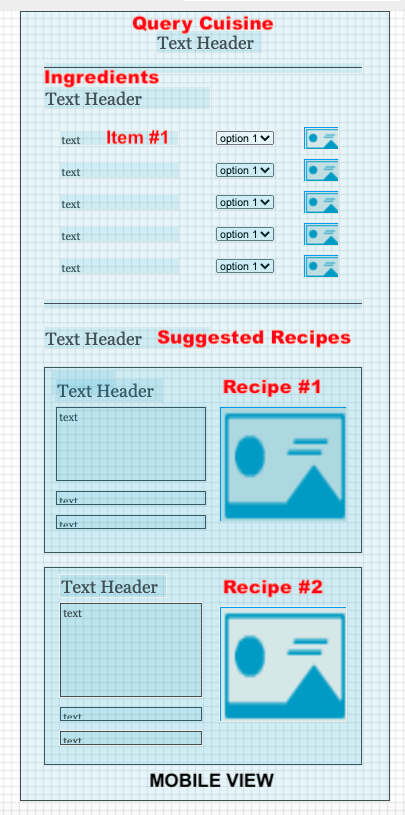 Query Cuisine
Text Header
Ingredients
Text Header
text Item #1 option 1
text option 1
text option 1
text option 1
text option 1
Text Header Suggested Recipes
Text Header Recipe #1
text
text
text
Text Header Recipe #2
text
text
text
MOBILE VIEW